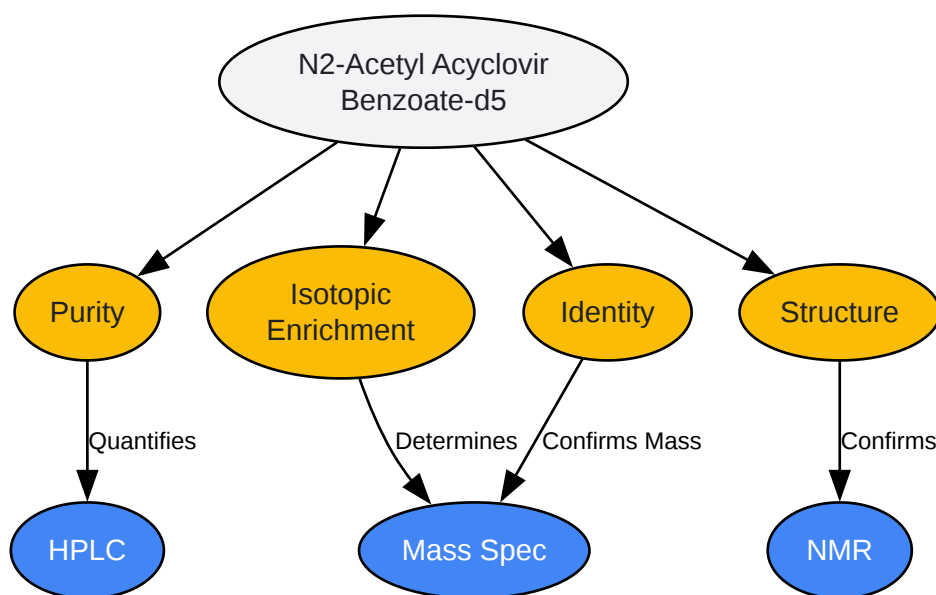 N2-Acetyl Acyclovir
Benzoate-d5
Purity
Isotopic
Enrichment
Identity
Structure
Quantifies
Determines
Confirms Mass
Confirms
HPLC
Mass Spec
NMR